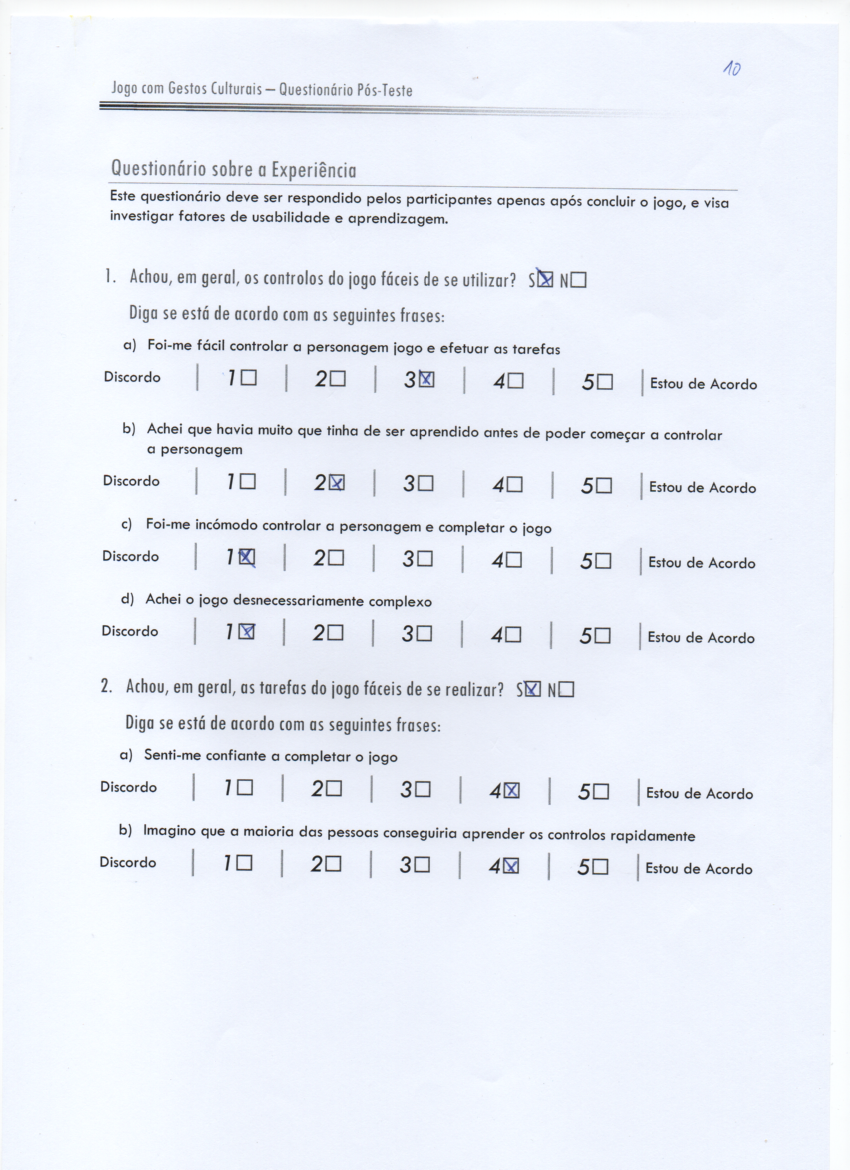 10
Jogo com Gestos Culturais – Questionário Pós-Teste
Questionário sobre a Experiência
Este questionário deve ser respondido pelos participantes apenas após concluir o jogo, e visa
investigar fatores de usabilidade e aprendizagem.
1. Achou, em geral, os controlos do jogo fáceis de se utilizar? S☒ N☐
Diga se está de acordo com as seguintes frases:
a) Foi-me fácil controlar a personagem jogo e efetuar as tarefas
Discordo | 1☐ | 2☐ | 3☒ | 4☐ | 5☐ | Estou de Acordo
b) Achei que havia muito que tinha de ser aprendido antes de poder começar a controlar
a personagem
Discordo | 1☐ | 2☒ | 3☐ | 4☐ | 5☐ | Estou de Acordo
c) Foi-me incómodo controlar a personagem e completar o jogo
Discordo | 1☒ | 2☐ | 3☐ | 4☐ | 5☐ | Estou de Acordo
d) Achei o jogo desnecessariamente complexo
Discordo | 1☒ | 2☐ | 3☐ | 4☐ | 5☐ | Estou de Acordo
2. Achou, em geral, as tarefas do jogo fáceis de se realizar? S☒ N☐
Diga se está de acordo com as seguintes frases:
a) Senti-me confiante a completar o jogo
Discordo | 1☐ | 2☐ | 3☐ | 4☒ | 5☐ | Estou de Acordo
b) Imagino que a maioria das pessoas conseguiria aprender os controlos rapidamente
Discordo | 1☐ | 2☐ | 3☐ | 4☒ | 5☐ | Estou de Acordo